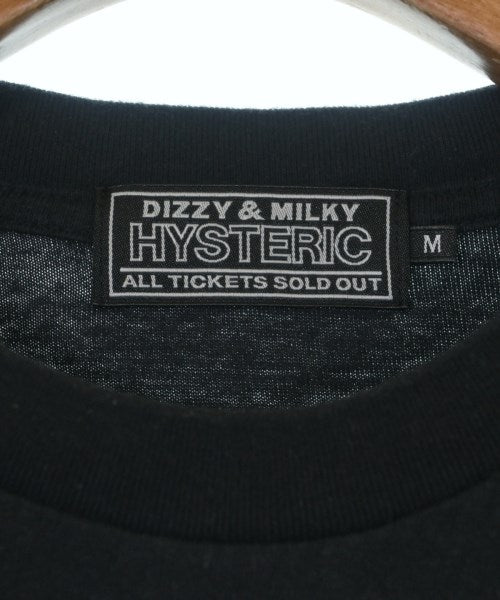 DIZZY & MILKY
HYSTERIC
ALL TICKETS SOLD OUT
M